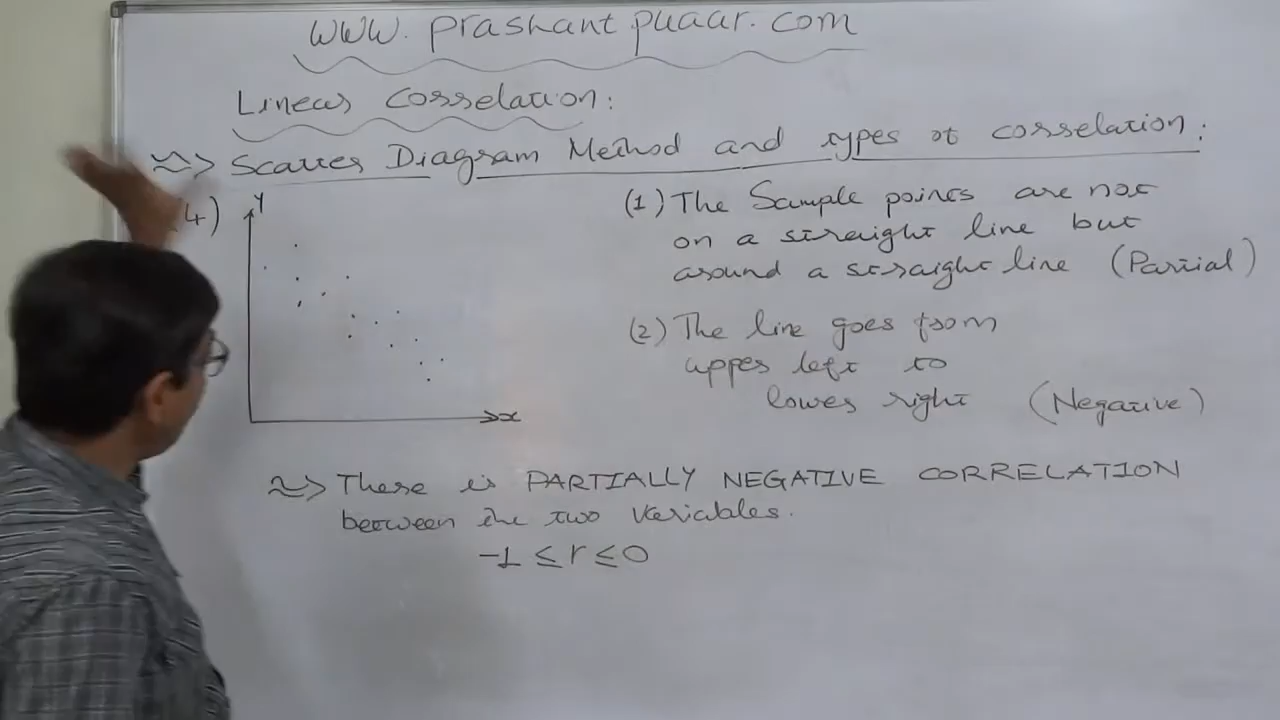 www.prashantpuaar.com
Linear Correlation:
≈> Scatter Diagram Method and types of correlation:
(4)
Y
x
(1) The Sample points are not
on a straight line but
around a straight line (Partial)
(2) The line goes from
upper left to
lower right (Negative)
≈> There is PARTIALLY NEGATIVE CORRELATION
between the two variables.
-1 ≤ r ≤ 0